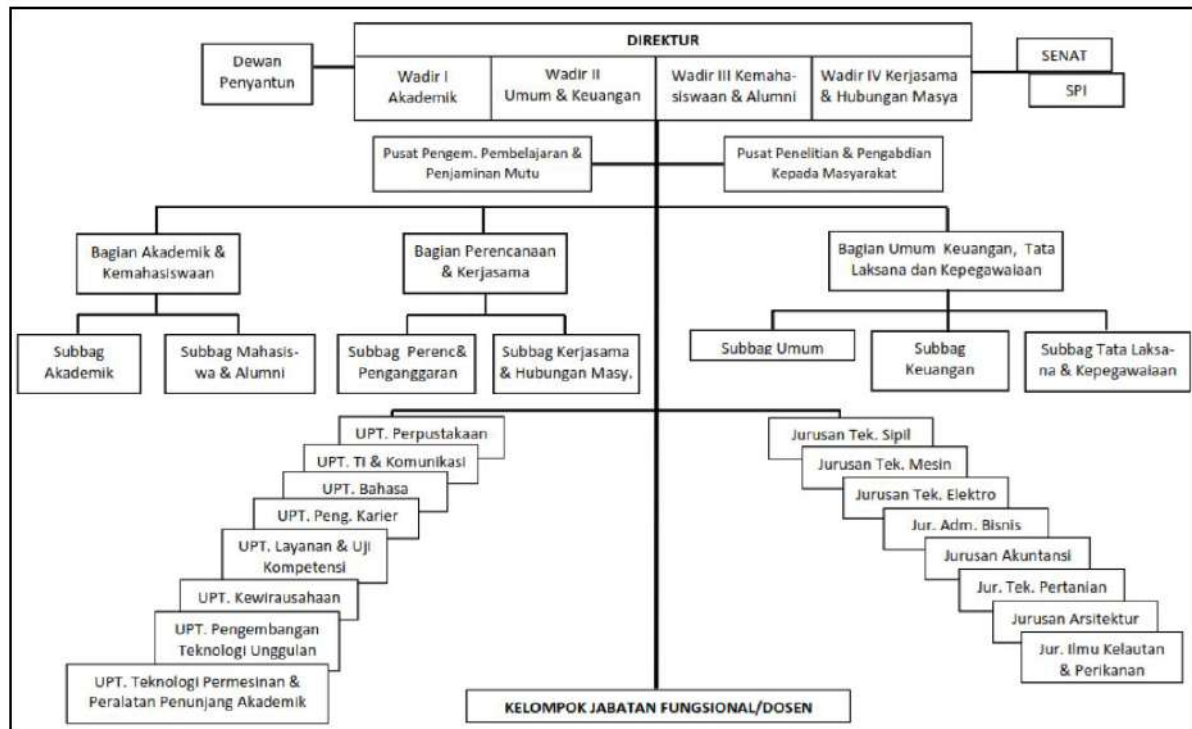 DIREKTUR
Dewan
Penyantun
Wadir I
Akademik
Wadir II
Umum & Keuangan
Wadir III Kemaha-
siswaan & Alumni
Wadir IV Kerjasama
& Hubungan Masya
SENAT
SPI
Pusat Pengem. Pembelajaran &
Penjaminan Mutu
Pusat Penelitian & Pengabdian
Kepada Masyarakat
Bagian Akademik &
Kemahasiswaan
Bagian Perencanaan
& Kerjasama
Bagian Umum Keuangan, Tata
Laksana dan Kepegawaiaan
Subbag
Akademik
Subbag Mahasis-
wa & Alumni
Subbag Perenc&
Penganggaran
Subbag Kerjasama
& Hubungan Masy.
Subbag Umum
Subbag
Keuangan
Subbag Tata Laksa-
na & Kepegawaiaan
UPT. Perpustakaan
UPT. TI & Komunikasi
UPT. Bahasa
UPT. Peng. Karier
UPT. Layanan & Uji
Kompetensi
UPT. Kewirausahaan
UPT. Pengembangan
Teknologi Unggulan
UPT. Teknologi Permesinan &
Peralatan Penunjang Akademik
Jurusan Tek. Sipil
Jurusan Tek. Mesin
Jurusan Tek. Elektro
Jur. Adm. Bisnis
Jurusan Akuntansi
Jur. Tek. Pertanian
Jurusan Arsitektur
Jur. Ilmu Kelautan
& Perikanan
KELOMPOK JABATAN FUNGSIONAL/DOSEN